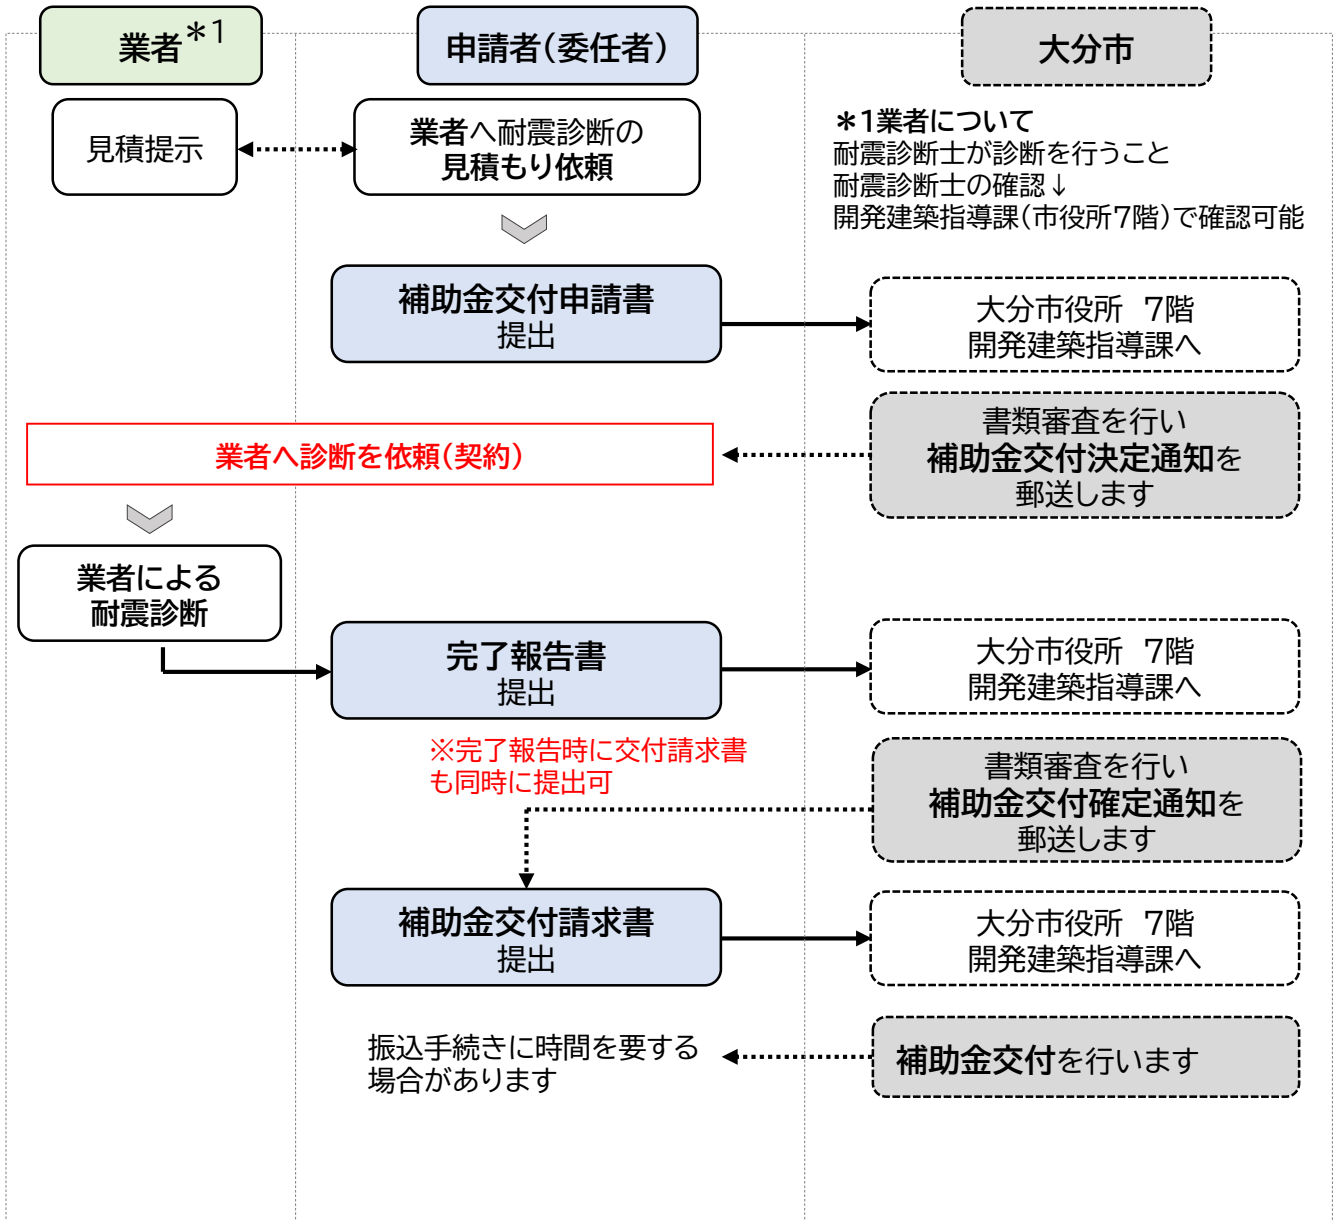 業者＊1
申請者（委任者）
大分市
見積提示
業者へ耐震診断の
見積もり依頼
＊1業者について
耐震診断士が診断を行うこと
耐震診断士の確認↓
開発建築指導課（市役所7階）で確認可能
補助金交付申請書
提出
大分市役所　7階
開発建築指導課へ
書類審査を行い
補助金交付決定通知を
郵送します
業者へ診断を依頼（契約）
業者による
耐震診断
完了報告書
提出
大分市役所　7階
開発建築指導課へ
※完了報告時に交付請求書
も同時に提出可
書類審査を行い
補助金交付確定通知を
郵送します
補助金交付請求書
提出
大分市役所　7階
開発建築指導課へ
振込手続きに時間を要する
場合があります
補助金交付を行います